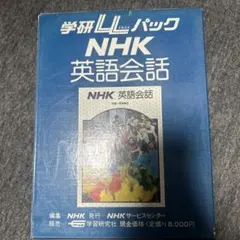 学研LLパック
NHK
英語会話
NHK 英語会話
編集 NHK 発行 NHKサービスセンター
発売 学習研究社 現金価格(定価)18,000円